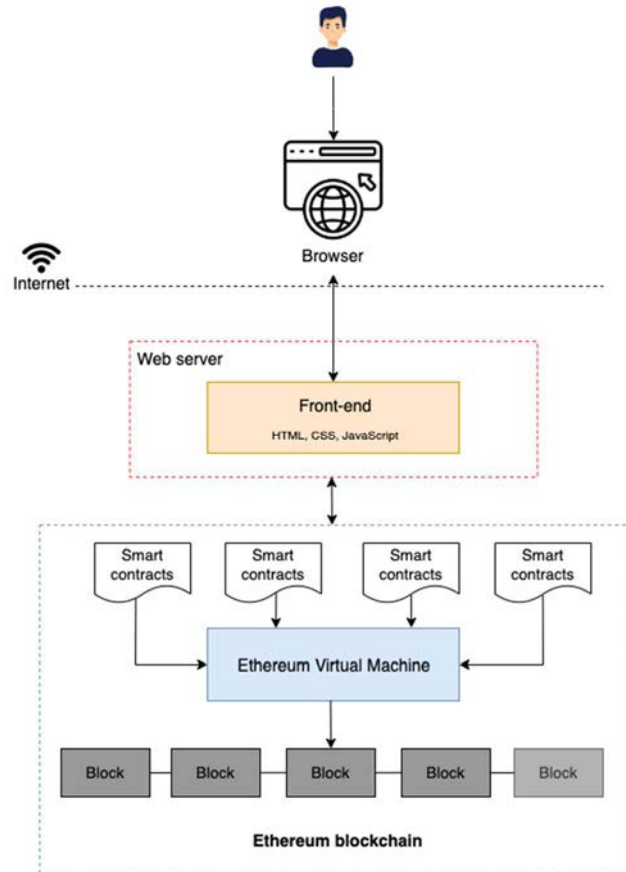 Browser
Internet
Web server
Front-end
HTML, CSS, JavaScript
Smart
contracts
Smart
contracts
Smart
contracts
Smart
contracts
Ethereum Virtual Machine
Block
Block
Block
Block
Block
Ethereum blockchain